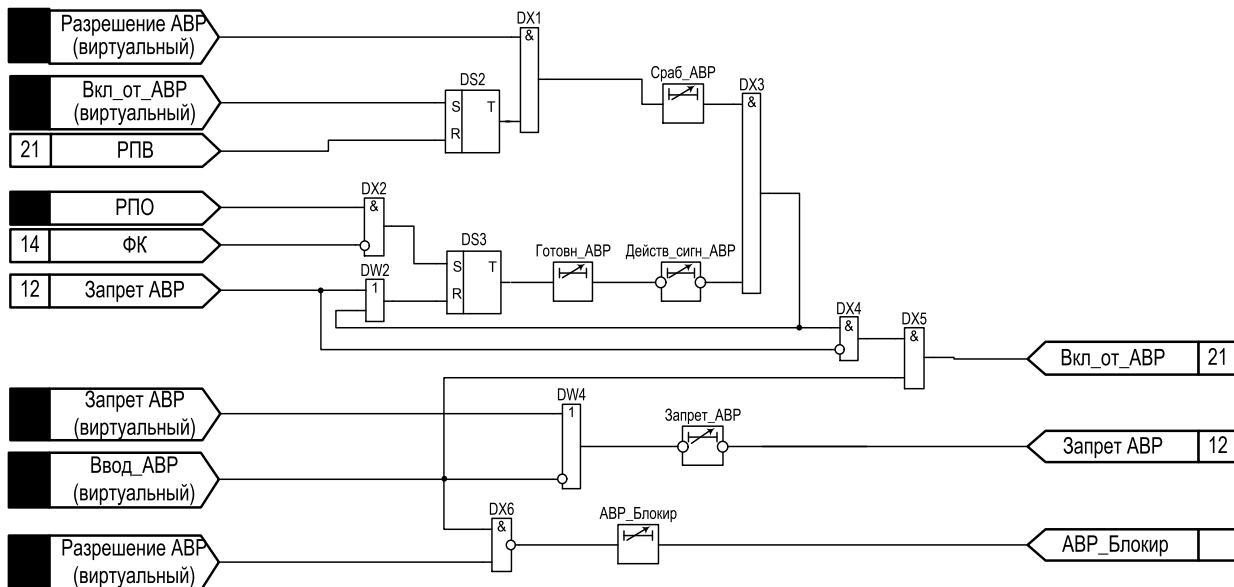 Разрешение АВР
(виртуальный)
DX1
&
Вкл_от_АВР
(виртуальный)
DS2
S
T
R
Сраб_АВР
DX3
&
21
РПВ
РПО
DX2
&
14
ФК
DS3
S
T
R
Готовн_АВР
Действ_сигн_АВР
12
Запрет АВР
DW2
1
DX4
&
DX5
&
Вкл_от_АВР
21
Запрет АВР
(виртуальный)
DW4
1
Запрет_АВР
Запрет АВР
12
Ввод_АВР
(виртуальный)
DX6
&
АВР_Блокир
АВР_Блокир
Разрешение АВР
(виртуальный)